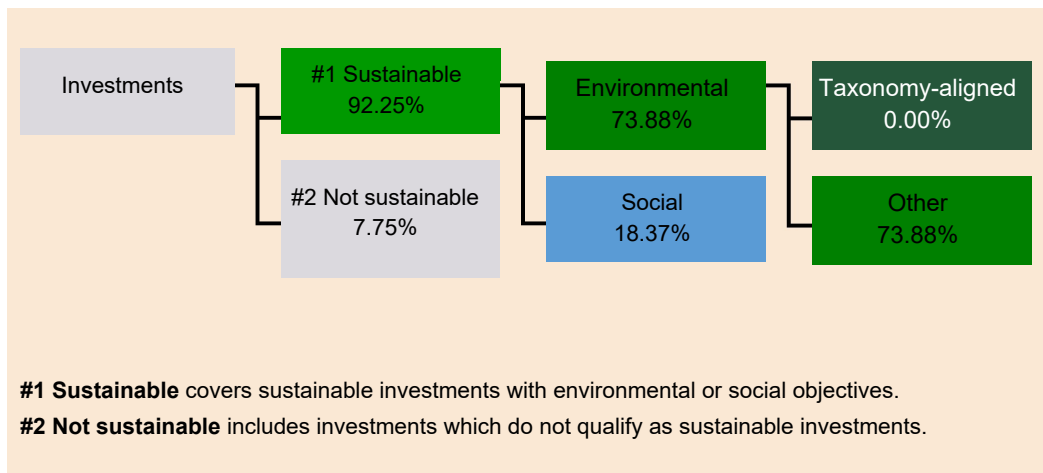 Investments
#1 Sustainable
92.25%
#2 Not sustainable
7.75%
Environmental
73.88%
Social
18.37%
Taxonomy-aligned
0.00%
Other
73.88%
#1 Sustainable covers sustainable investments with environmental or social objectives.
#2 Not sustainable includes investments which do not qualify as sustainable investments.